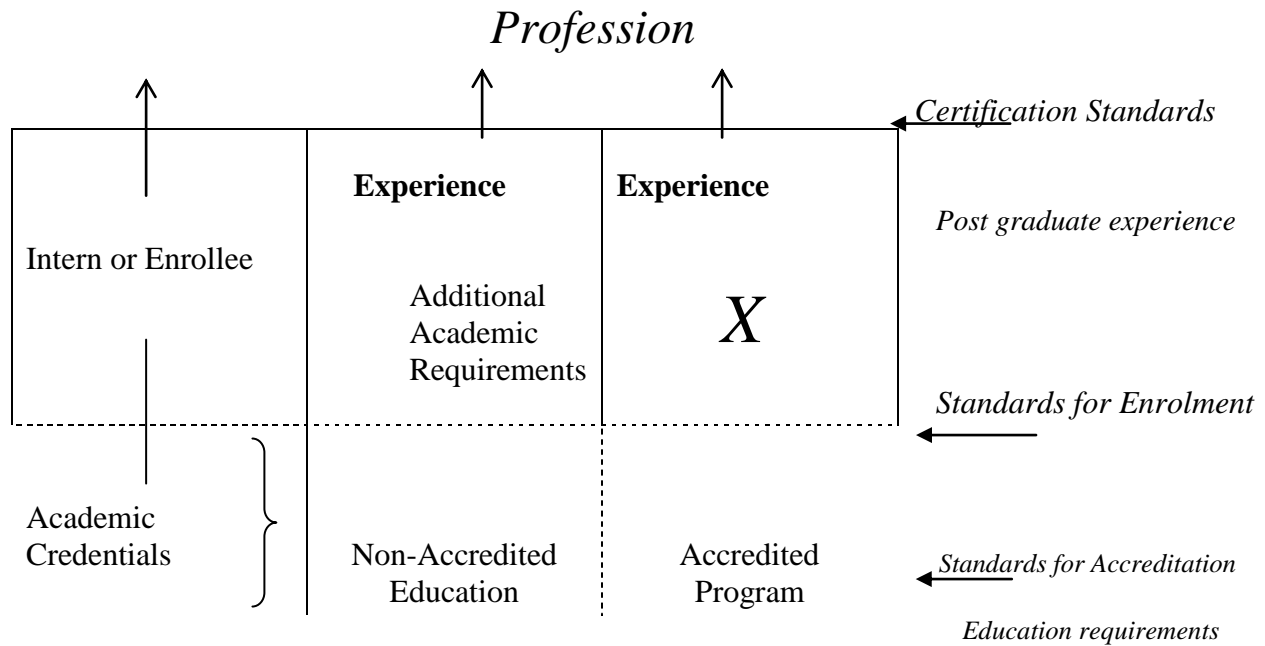 Profession
Certification Standards
Experience
Experience
Post graduate experience
Intern or Enrollee
Additional
Academic
Requirements
X
Standards for Enrolment
Academic
Credentials
Non-Accredited
Education
Accredited
Program
Standards for Accreditation
Education requirements